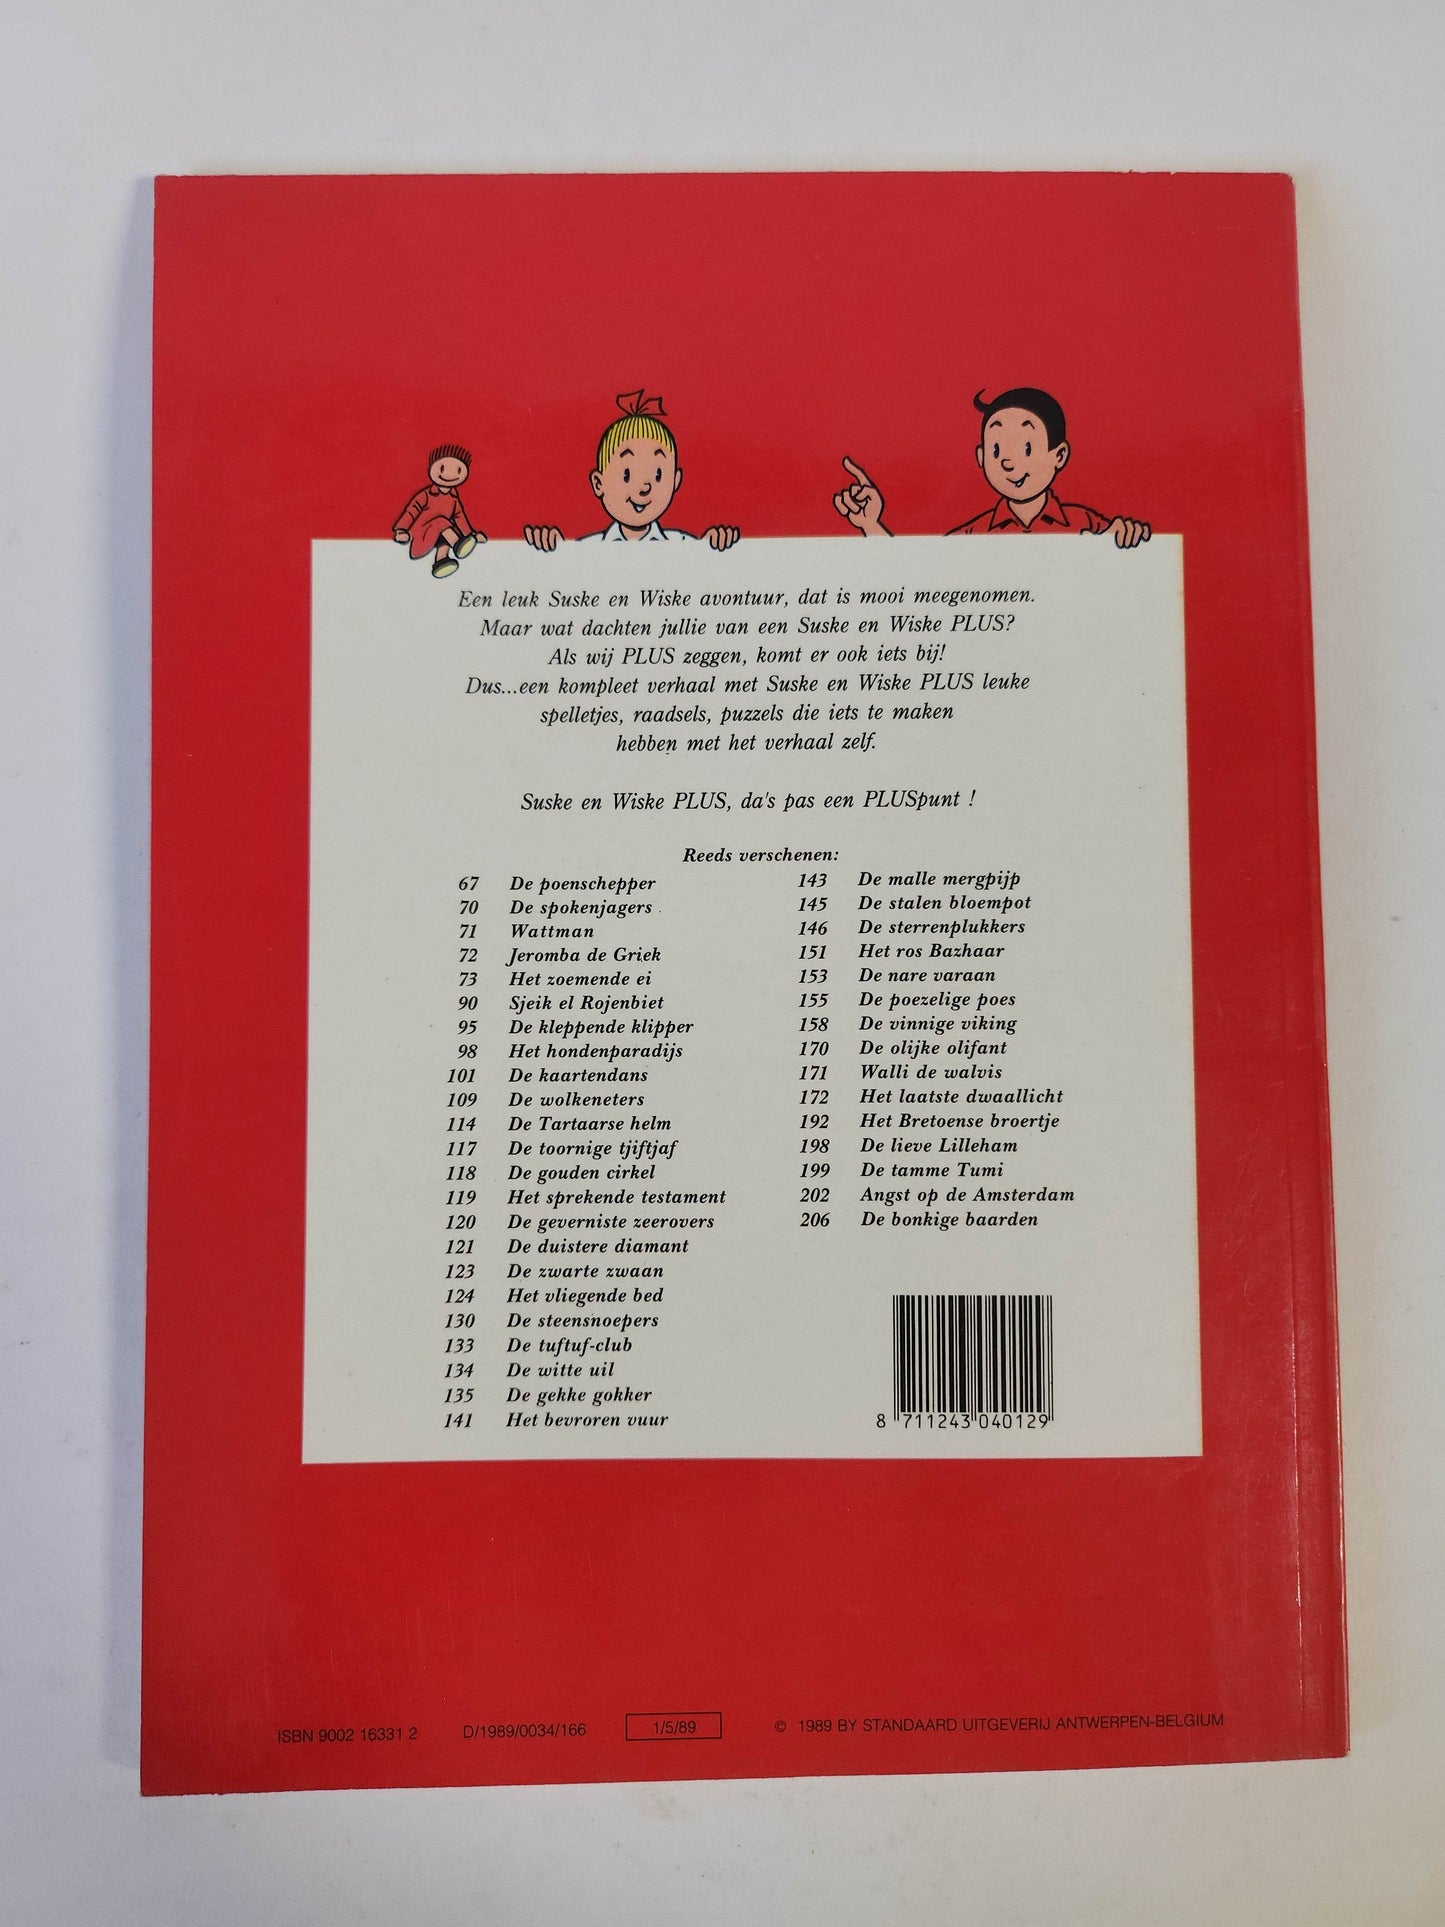 Een leuk Suske en Wiske avontuur, dat is mooi meegenomen.
Maar wat dachten jullie van een Suske en Wiske PLUS?
Als wij PLUS zeggen, komt er ook iets bij!
Dus...een kompleet verhaal met Suske en Wiske PLUS leuke
spelletjes, raadsels, puzzels die iets te maken
hebben met het verhaal zelf.
Suske en Wiske PLUS, da's pas een PLUSpunt !
Reeds verschenen:
67 De poenschepper
70 De spokenjagers
71 Wattman
72 Jeromba de Griek
73 Het zoemende ei
90 Sjeik el Rojenbiet
95 De kleppende klipper
98 Het hondenparadijs
101 De kaartendans
109 De wolkeneters
114 De Tartaarse helm
117 De toornige tjiftjaf
118 De gouden cirkel
119 Het sprekende testament
120 De geverniste zeerovers
121 De duistere diamant
123 De zwarte zwaan
124 Het vliegende bed
130 De steensnoepers
133 De tuftuf-club
134 De witte uil
135 De gekke gokker
141 Het bevroren vuur
143 De malle mergpijp
145 De stalen bloempot
146 De sterrenplukkers
151 Het ros Bazhaar
153 De nare varaan
155 De poezelige poes
158 De vinnige viking
170 De olijke olifant
171 Walli de walvis
172 Het laatste dwaallicht
192 Het Bretoense broertje
198 De lieve Lilleham
199 De tamme Tumi
202 Angst op de Amsterdam
206 De bonkige baarden
8 711243 040129
ISBN 9002 16331 2 D/1989/0034/166 1/5/89 © 1989 BY STANDAARD UITGEVERIJ ANTWERPEN-BELGIUM